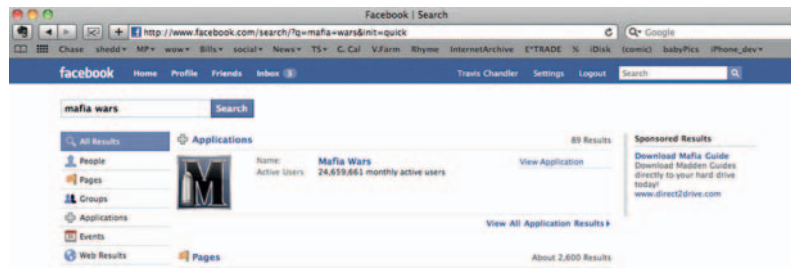 Facebook | Search
http://www.facebook.com/search/?q=mafia+wars&init=quick
Google
Chase shedd MP wow Bills social News TS C. Cal V.Farm Rhyme InternetArchive E*TRADE % iDisk (comic) babyPics iPhone_dev
facebook Home Profile Friends Inbox 3 Travis Chandler Settings Logout Search
mafia wars Search
All Results
People
Pages
Groups
Applications
Events
Web Results
Applications 89 Results
M
Name: Mafia Wars View Application
Active Users 24,659,661 monthly active users
View All Application Results
Pages About 2,600 Results
Sponsored Results
Download Mafia Guide
Download Madden Guides
directly to your hard drive
today!
www.direct2drive.com